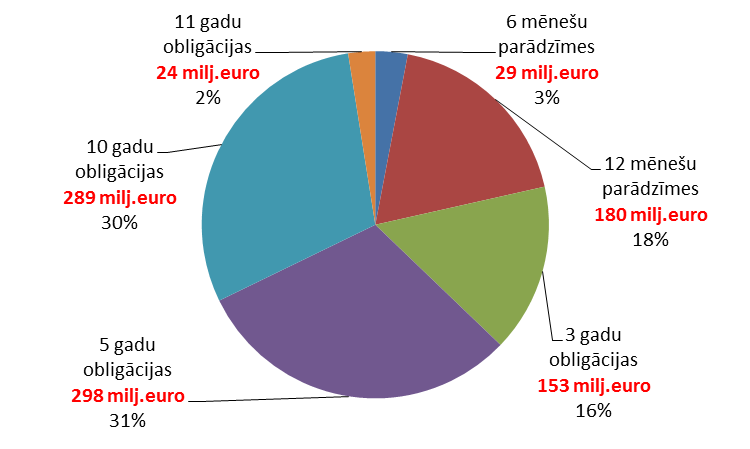 11 gadu
obligācijas
24 milj.euro
2%
6 mēnešu
parādzīmes
29 milj.euro
3%
10 gadu
obligācijas
289 milj.euro
30%
12 mēnešu
parādzīmes
180 milj.euro
18%
5 gadu
obligācijas
298 milj.euro
31%
3 gadu
obligācijas
153 milj.euro
16%